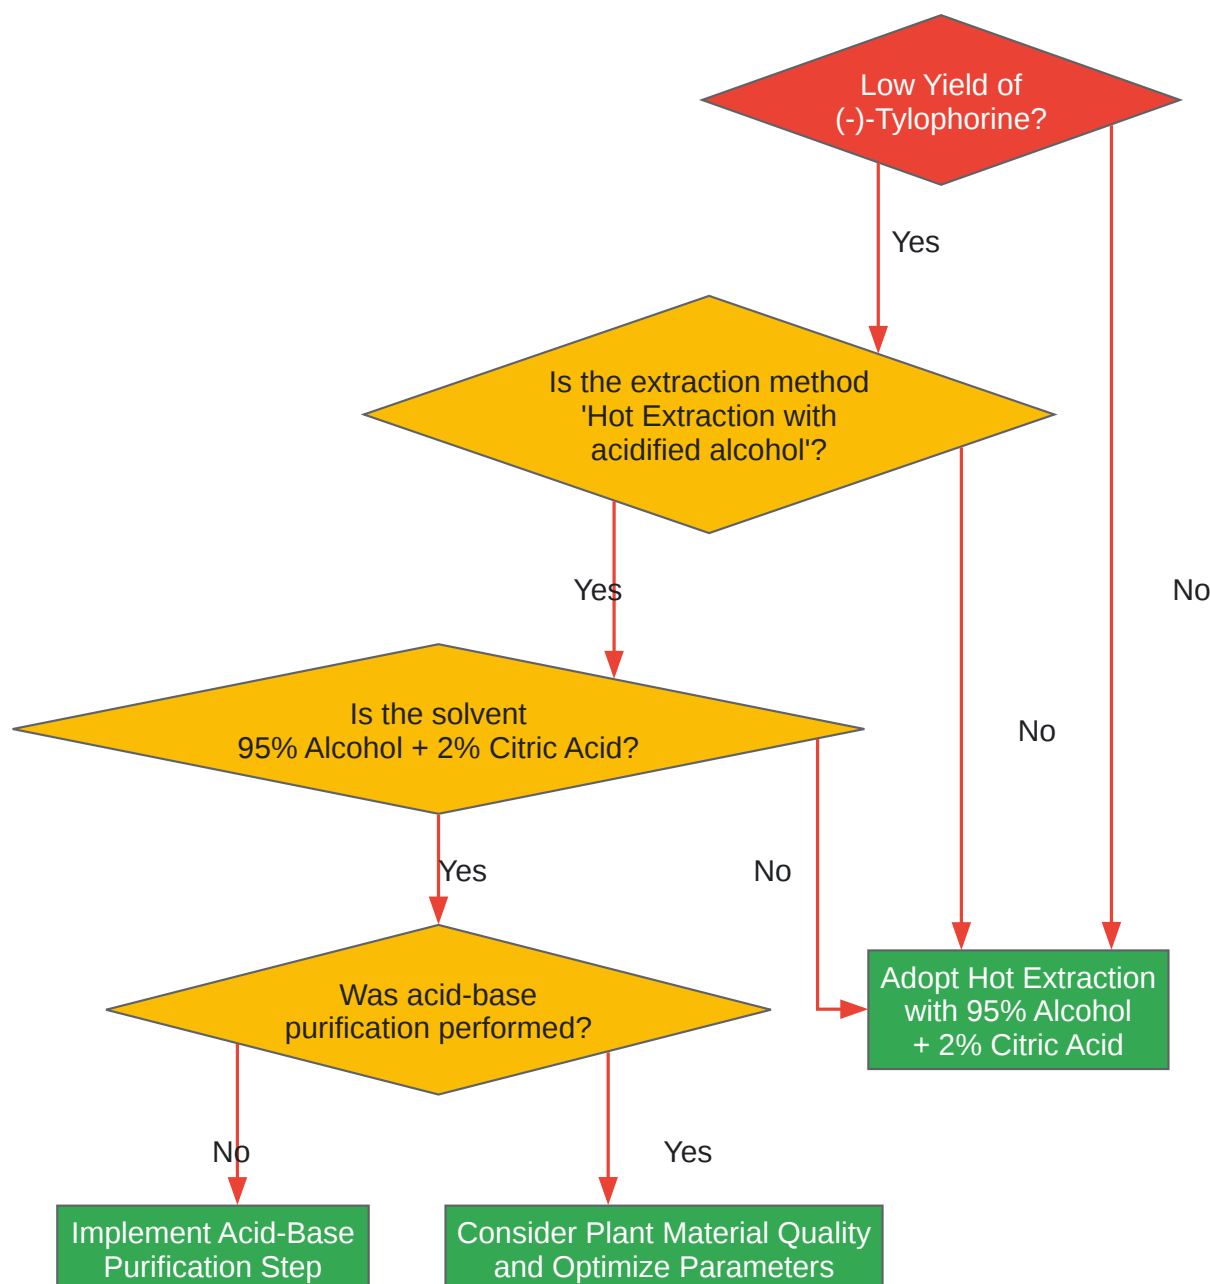 Low Yield of
(-)-Tylophorine?
Yes
Is the extraction method
'Hot Extraction with
acidified alcohol'?
Yes
No
Is the solvent
95% Alcohol + 2% Citric Acid?
No
Yes
No
Was acid-base
purification performed?
Adopt Hot Extraction
with 95% Alcohol
+ 2% Citric Acid
No
Yes
Implement Acid-Base
Purification Step
Consider Plant Material Quality
and Optimize Parameters